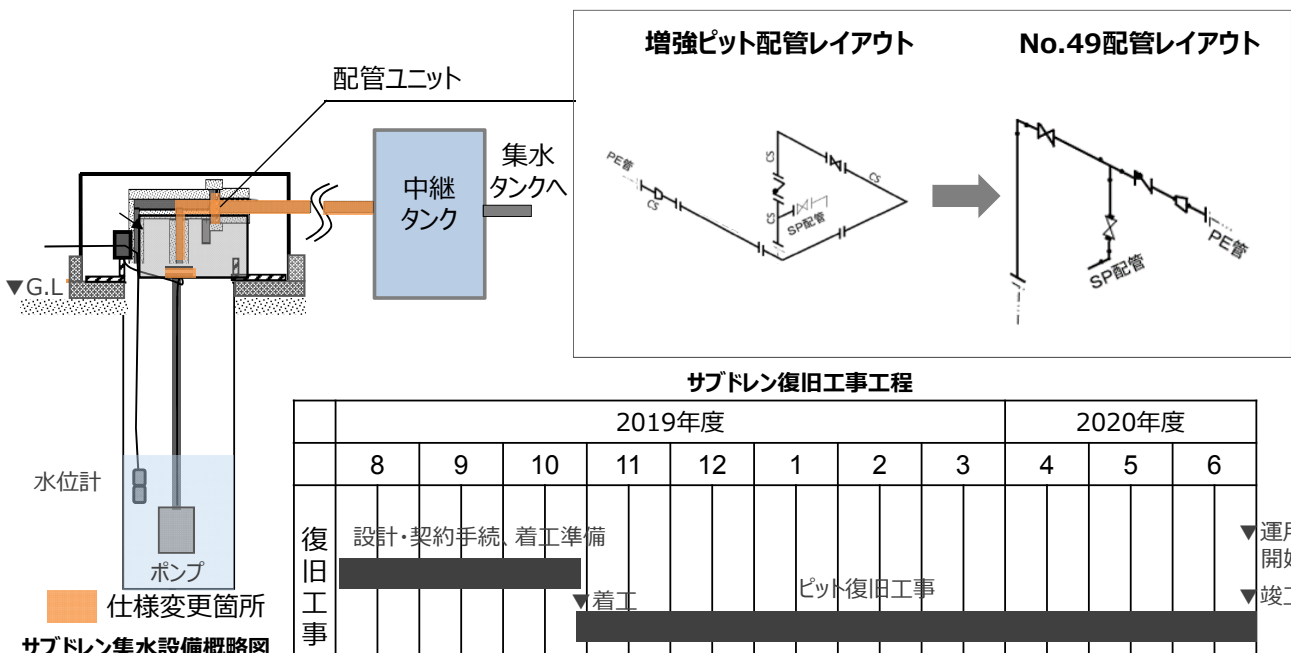 増強ピット配管レイアウト
No.49配管レイアウト
配管ユニット
中継
タンク
集水
タンクへ
PE管
CS
CS
CS
CS
SP配管
SP配管
PE管
▼G.L
水位計
ポンプ
仕様変更箇所
サブドレン集水設備概略図
サブドレン復旧工事工程
2019年度
2020年度
8
9
10
11
12
1
2
3
4
5
6
復旧工事
設計・契約手続、着工準備
▼着工
ピット復旧工事
▼運用
開始
▼竣工